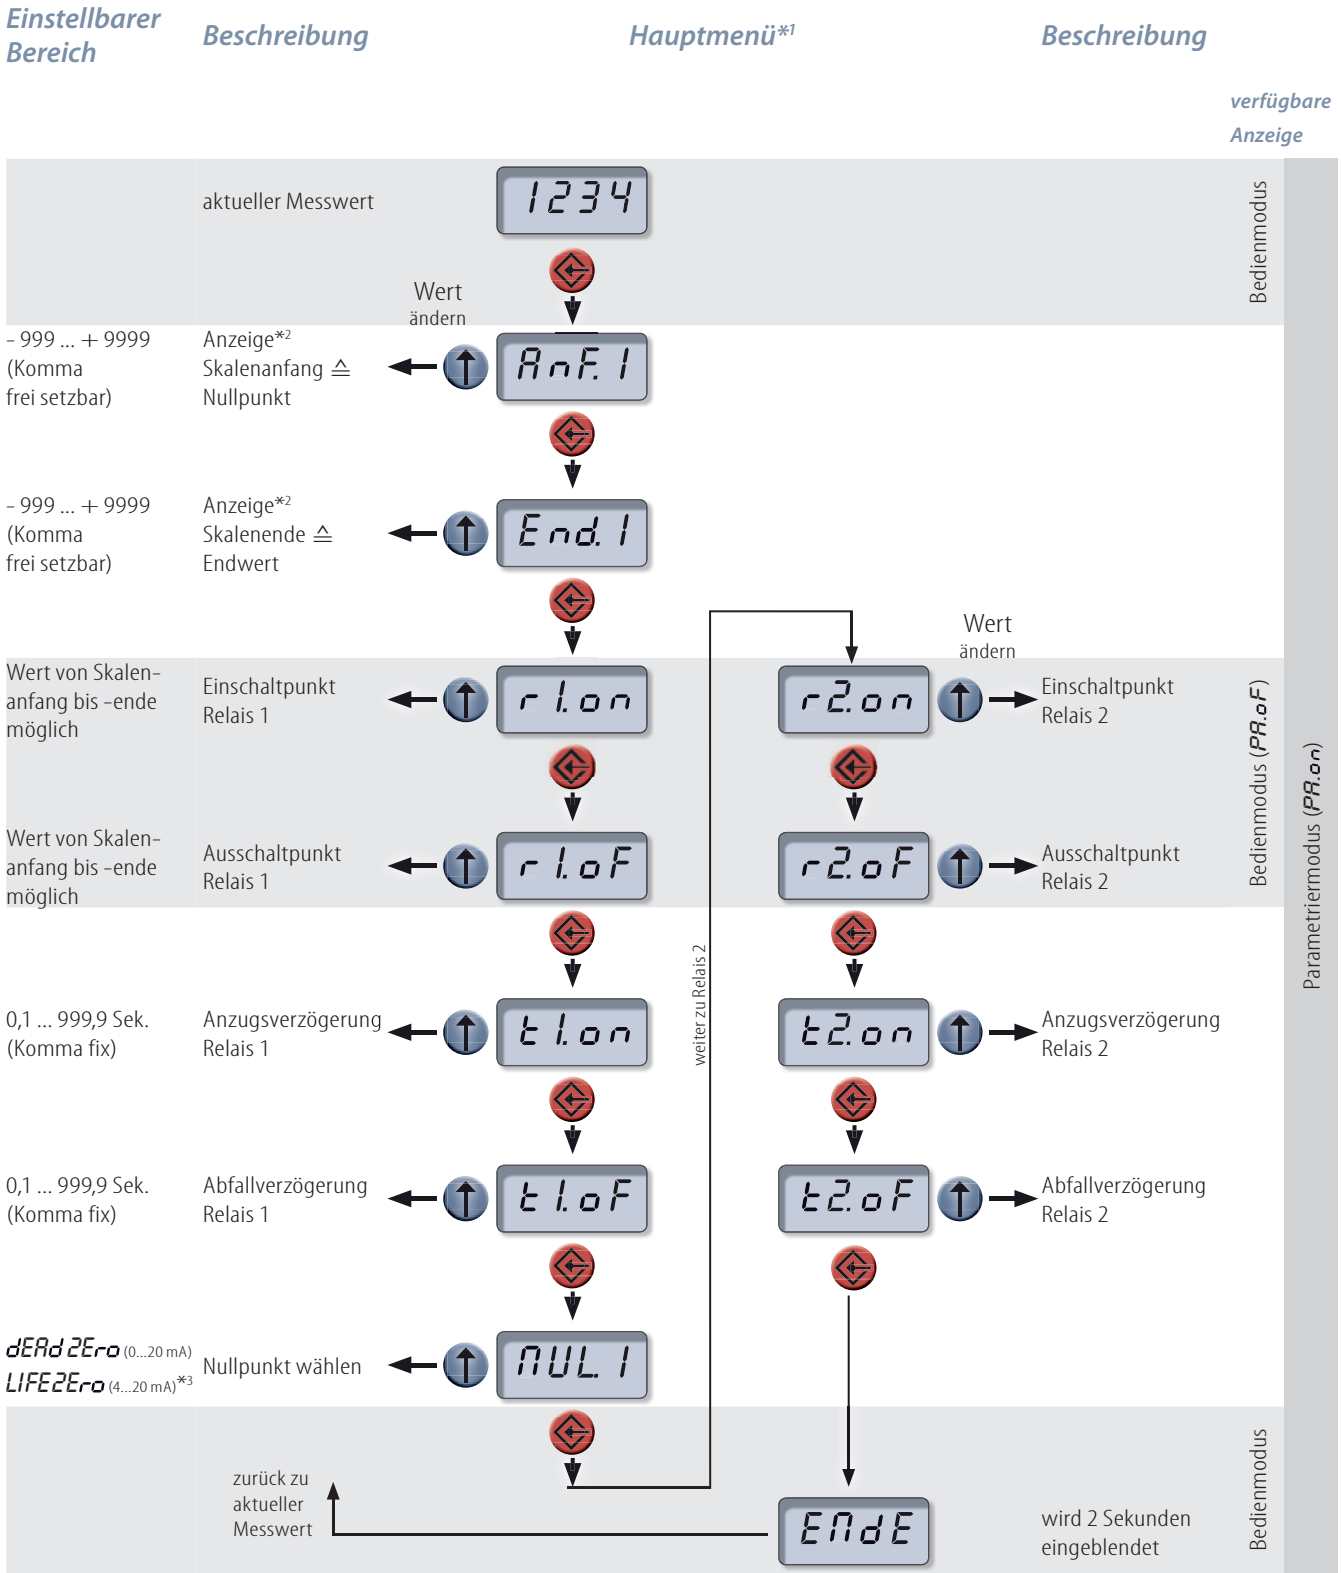 Einstellbarer
Bereich
Beschreibung
Hauptmenü*1
Beschreibung
verfügbare
Anzeige
aktueller Messwert
1234
Bedienmodus
Wert
ändern
- 999 ... + 9999
(Komma
frei setzbar)
Anzeige*2
Skalenanfang ≙
Nullpunkt
AnF.1
- 999 ... + 9999
(Komma
frei setzbar)
Anzeige*2
Skalenende ≙
Endwert
End.1
Wert
ändern
Wert von Skalen-
anfang bis -ende
möglich
Einschaltpunkt
Relais 1
r1.on
r2.on
Einschaltpunkt
Relais 2
Bedienmodus (PA.oF)
Parametriermodus (PA.on)
Wert von Skalen-
anfang bis -ende
möglich
Ausschaltpunkt
Relais 1
r1.oF
r2.oF
Ausschaltpunkt
Relais 2
weiter zu Relais 2
0,1 ... 999,9 Sek.
(Komma fix)
Anzugsverzögerung
Relais 1
t1.on
t2.on
Anzugsverzögerung
Relais 2
0,1 ... 999,9 Sek.
(Komma fix)
Abfallverzögerung
Relais 1
t1.oF
t2.oF
Abfallverzögerung
Relais 2
dEAd ZEro (0...20 mA)
LIFE ZEro (4...20 mA)*3
Nullpunkt wählen
NUL.1
zurück zu
aktueller
Messwert
ENdE
wird 2 Sekunden
eingeblendet
Bedienmodus